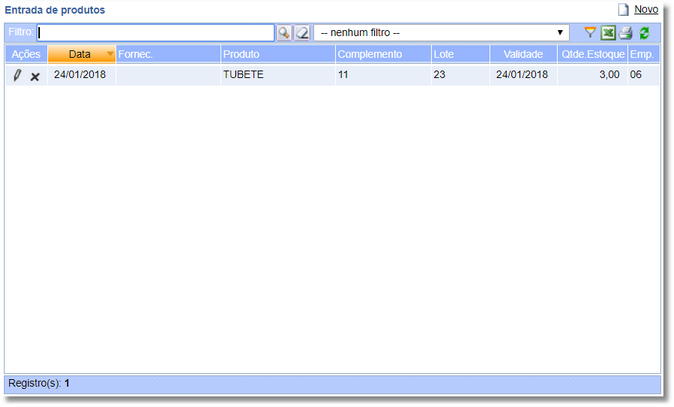 Entrada de produtos Novo
Filtro: -- nenhum filtro --
Ações Data Fornec. Produto Complemento Lote Validade Qtde.Estoque Emp.
24/01/2018 TUBETE 11 23 24/01/2018 3,00 06
Registro(s): 1